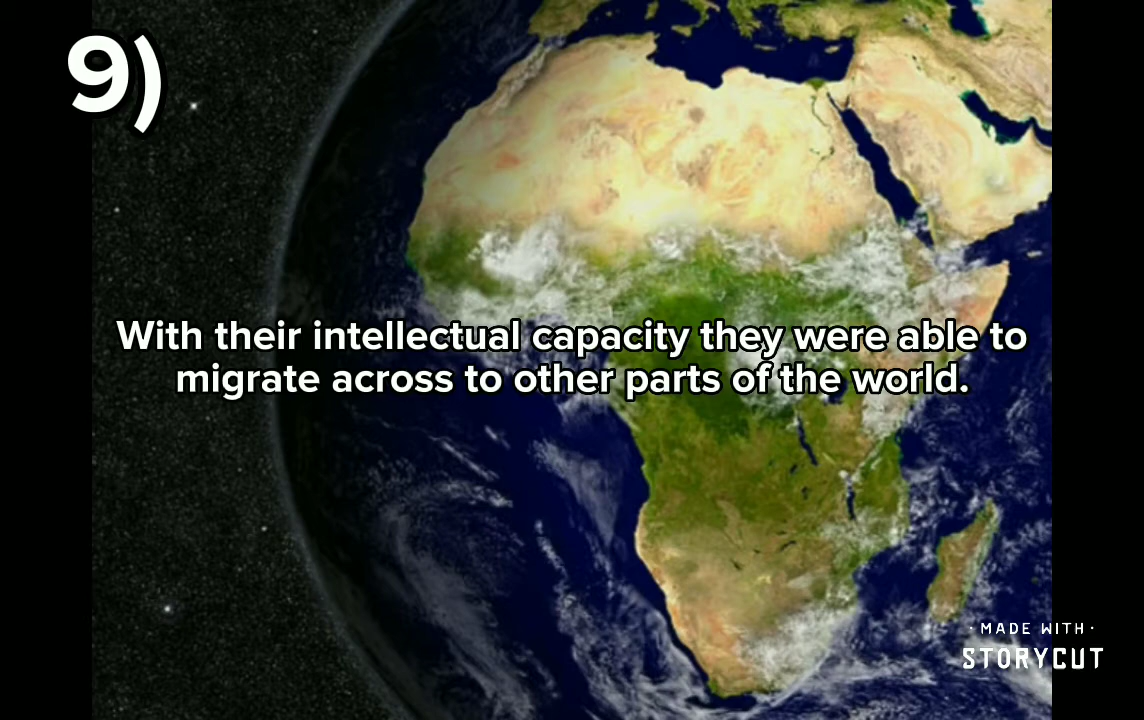 9)
With their intellectual capacity they were able to
migrate across to other parts of the world.
· MADE WITH ·
STORYCUT